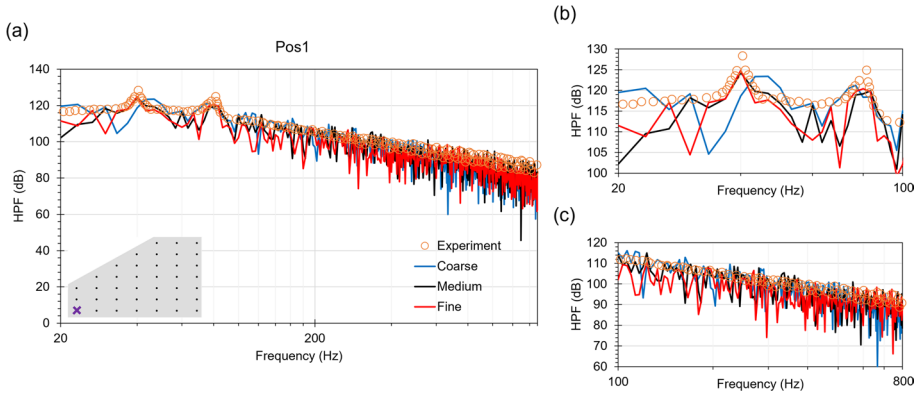 (a)
Pos1
140
120
100
80
60
40
20
0
HPF (dB)
20
200
Frequency (Hz)
Experiment
Coarse
Medium
Fine
(b)
130
125
120
115
110
105
100
HPF (dB)
20
100
Frequency (Hz)
(c)
120
110
100
90
80
70
60
HPF (dB)
100
800
Frequency (Hz)